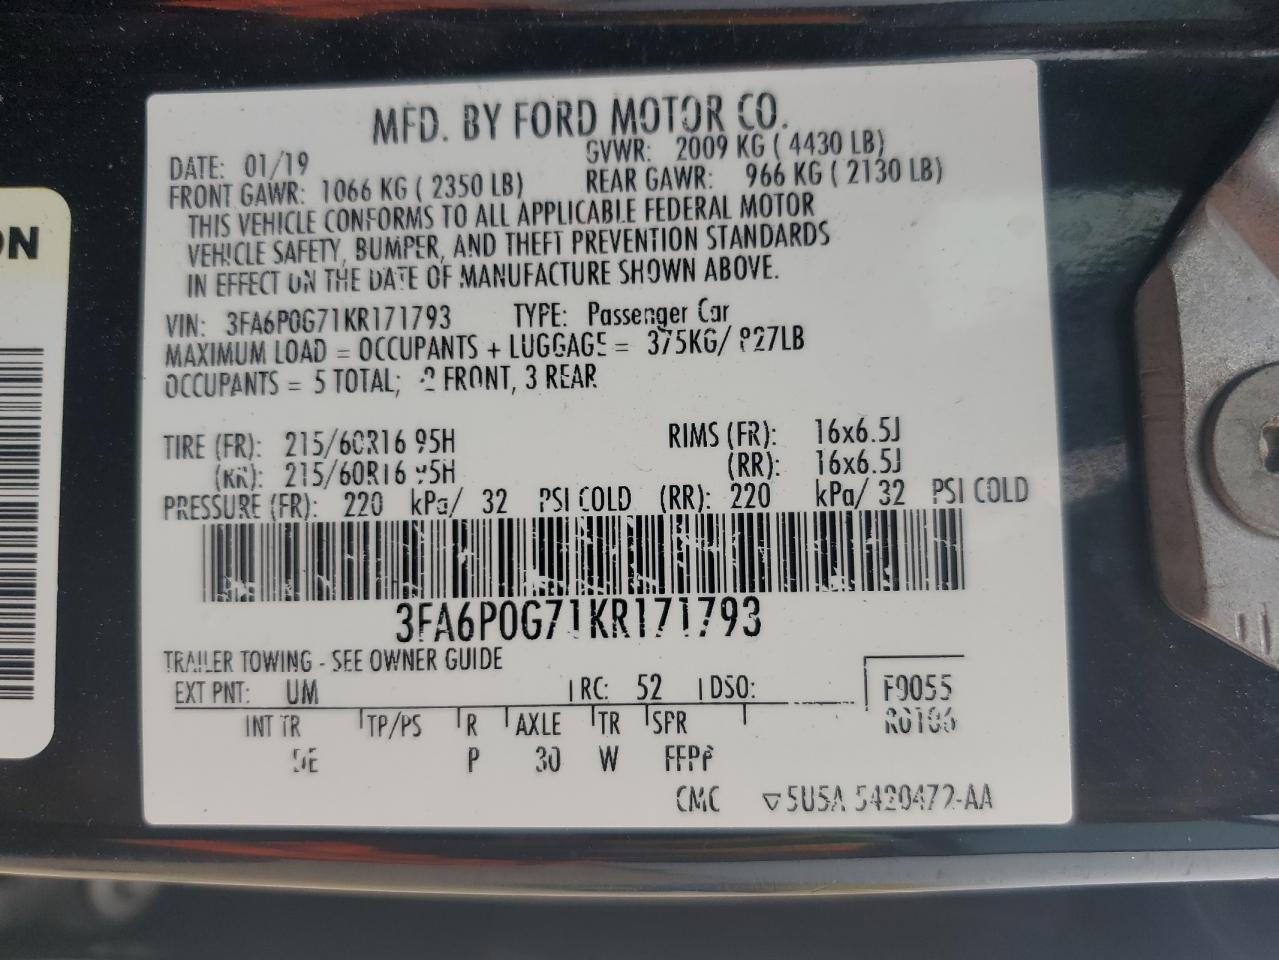 MFD. BY FORD MOTOR CO.
DATE: 01/19 GVWR: 2009 KG ( 4430 LB)
FRONT GAWR: 1066 KG ( 2350 LB) REAR GAWR: 966 KG ( 2130 LB)
THIS VEHICLE CONFORMS TO ALL APPLICABLE FEDERAL MOTOR
VEHICLE SAFETY, BUMPER, AND THEFT PREVENTION STANDARDS
IN EFFECT ON THE DATE OF MANUFACTURE SHOWN ABOVE.
VIN: 3FA6P0G71KR171793 TYPE: Passenger Car
MAXIMUM LOAD = OCCUPANTS + LUGGAGE = 375KG/ 827LB
OCCUPANTS = 5 TOTAL; 2 FRONT, 3 REAR
TIRE (FR): 215/60R16 95H RIMS (FR): 16x6.5J
(RR): 215/60R16 95H (RR): 16x6.5J
PRESSURE (FR): 220 kPa/ 32 PSI COLD (RR): 220 kPa/ 32 PSI COLD
3FA6P0G71KR171793
TRAILER TOWING - SEE OWNER GUIDE
EXT PNT: UM RC: 52 DSO: F0055
INT TR TP/PS R AXLE TR SPR R0106
P 30 W
CMC ▽5U5A 5420472-AA
ON